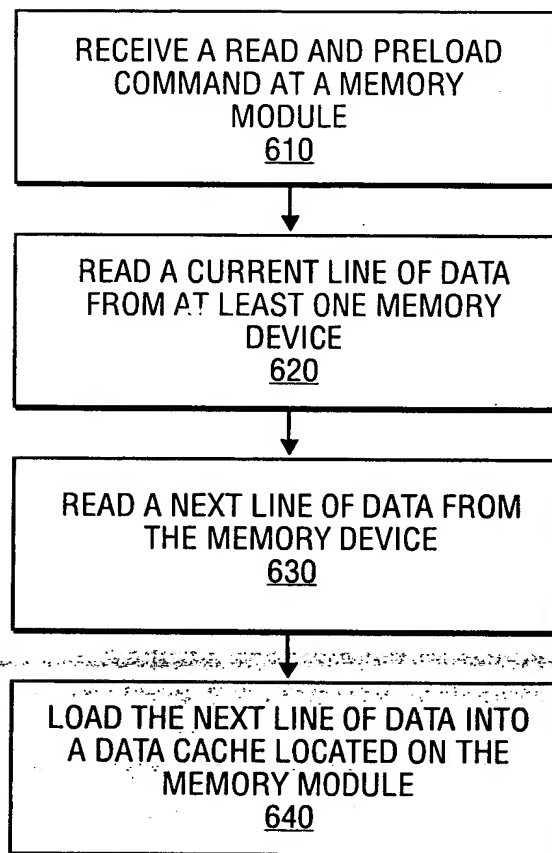 RECEIVE A READ AND PRELOAD
COMMAND AT A MEMORY
MODULE
610
READ A CURRENT LINE OF DATA
FROM AT LEAST ONE MEMORY
DEVICE
620
READ A NEXT LINE OF DATA FROM
THE MEMORY DEVICE
630
LOAD THE NEXT LINE OF DATA INTO
A DATA CACHE LOCATED ON THE
MEMORY MODULE
640